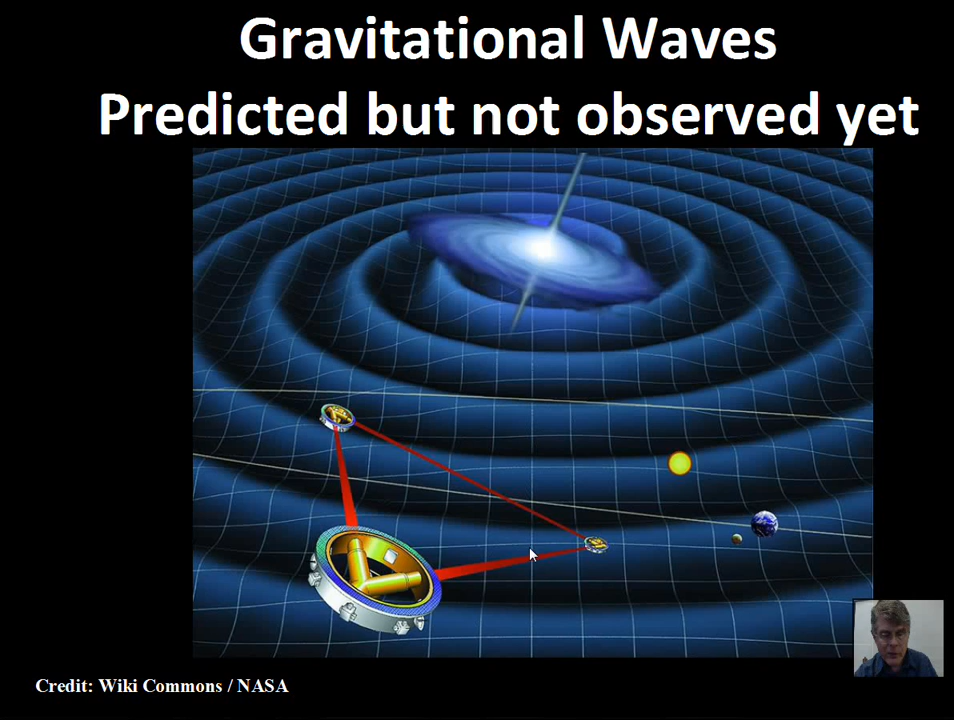 Gravitational Waves
Predicted but not observed yet
Credit: Wiki Commons / NASA